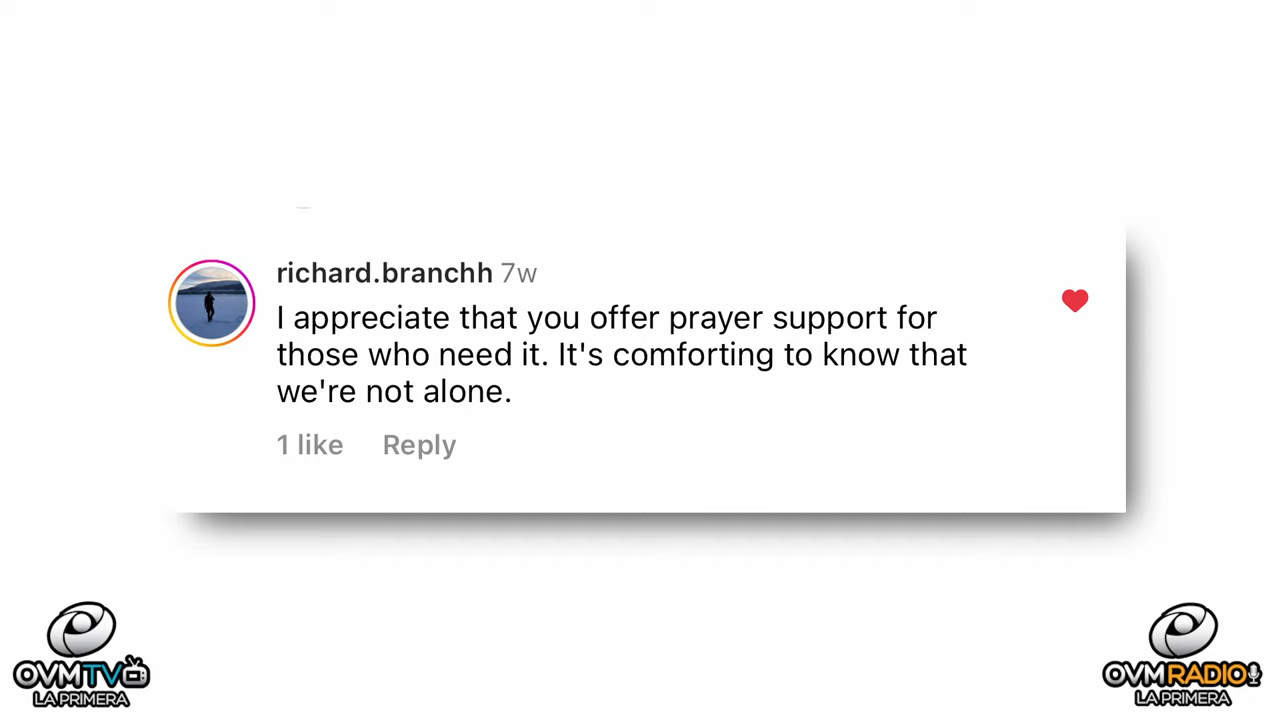 richard.branchh 7w
I appreciate that you offer prayer support for
those who need it. It's comforting to know that
we're not alone.
1 like Reply
OVMTV
LA PRIMERA
OVMRADIO
LA PRIMERA